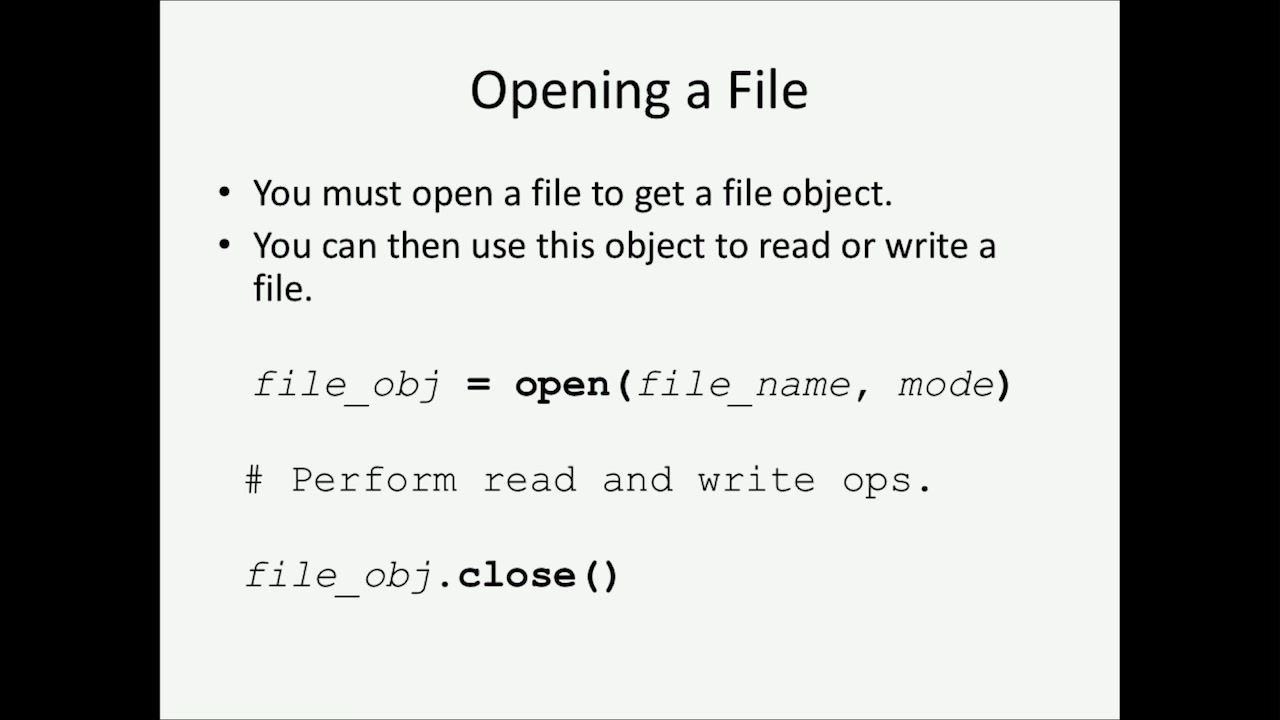 Opening a File
• You must open a file to get a file object.
• You can then use this object to read or write a
file.
file_obj = open(file_name, mode)
# Perform read and write ops.
file_obj.close()